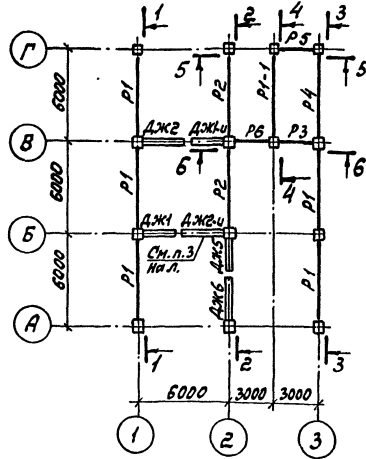 1 2 4 3
Г Р5
5 5
6000 Р1 Р2 Р1-1 Р4
В ДЖ2 ДЖ1-и Р6 Р3
6 6
4
6000 Р1 Р2 Р1
Б ДЖ1 ДЖ2-и
См. п.3
на л.
6000 Р1 ДЖ5 ДЖ6 Р1
А
1 2 3
6000 3000 3000
1 2 3